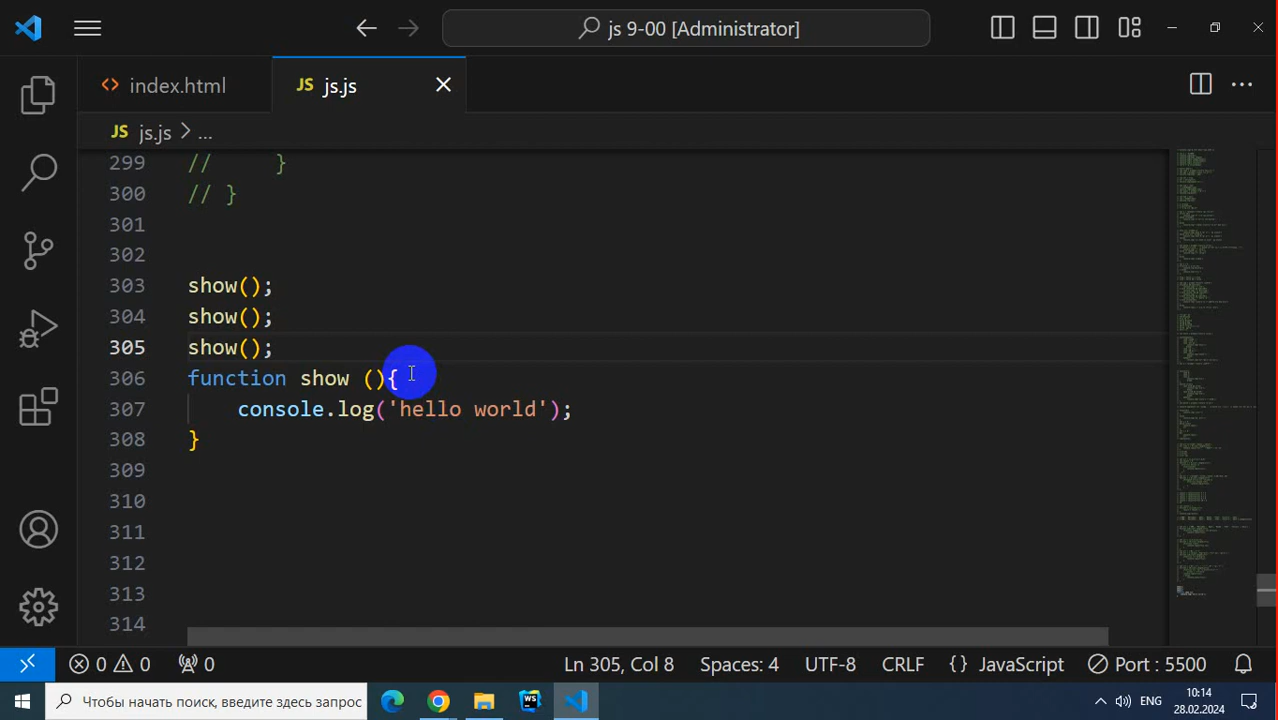 js 9-00 [Administrator]
index.html
JS js.js
JS js.js > ...
299 //     }
300 // }
301
302
303 show();
304 show();
305 show();
306 function show (){
307     console.log('hello world');
308 }
309
310
311
312
313
314
0 0 0 Ln 305, Col 8 Spaces: 4 UTF-8 CRLF {} JavaScript Port : 5500
Чтобы начать поиск, введите здесь запрос
WS
ENG
10:14
28.02.2024